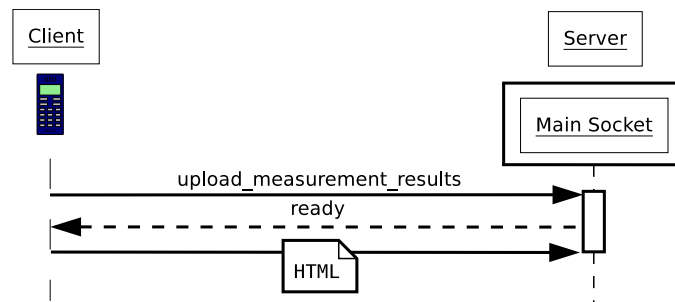 Client
Server
Main Socket
upload_measurement_results
ready
HTML